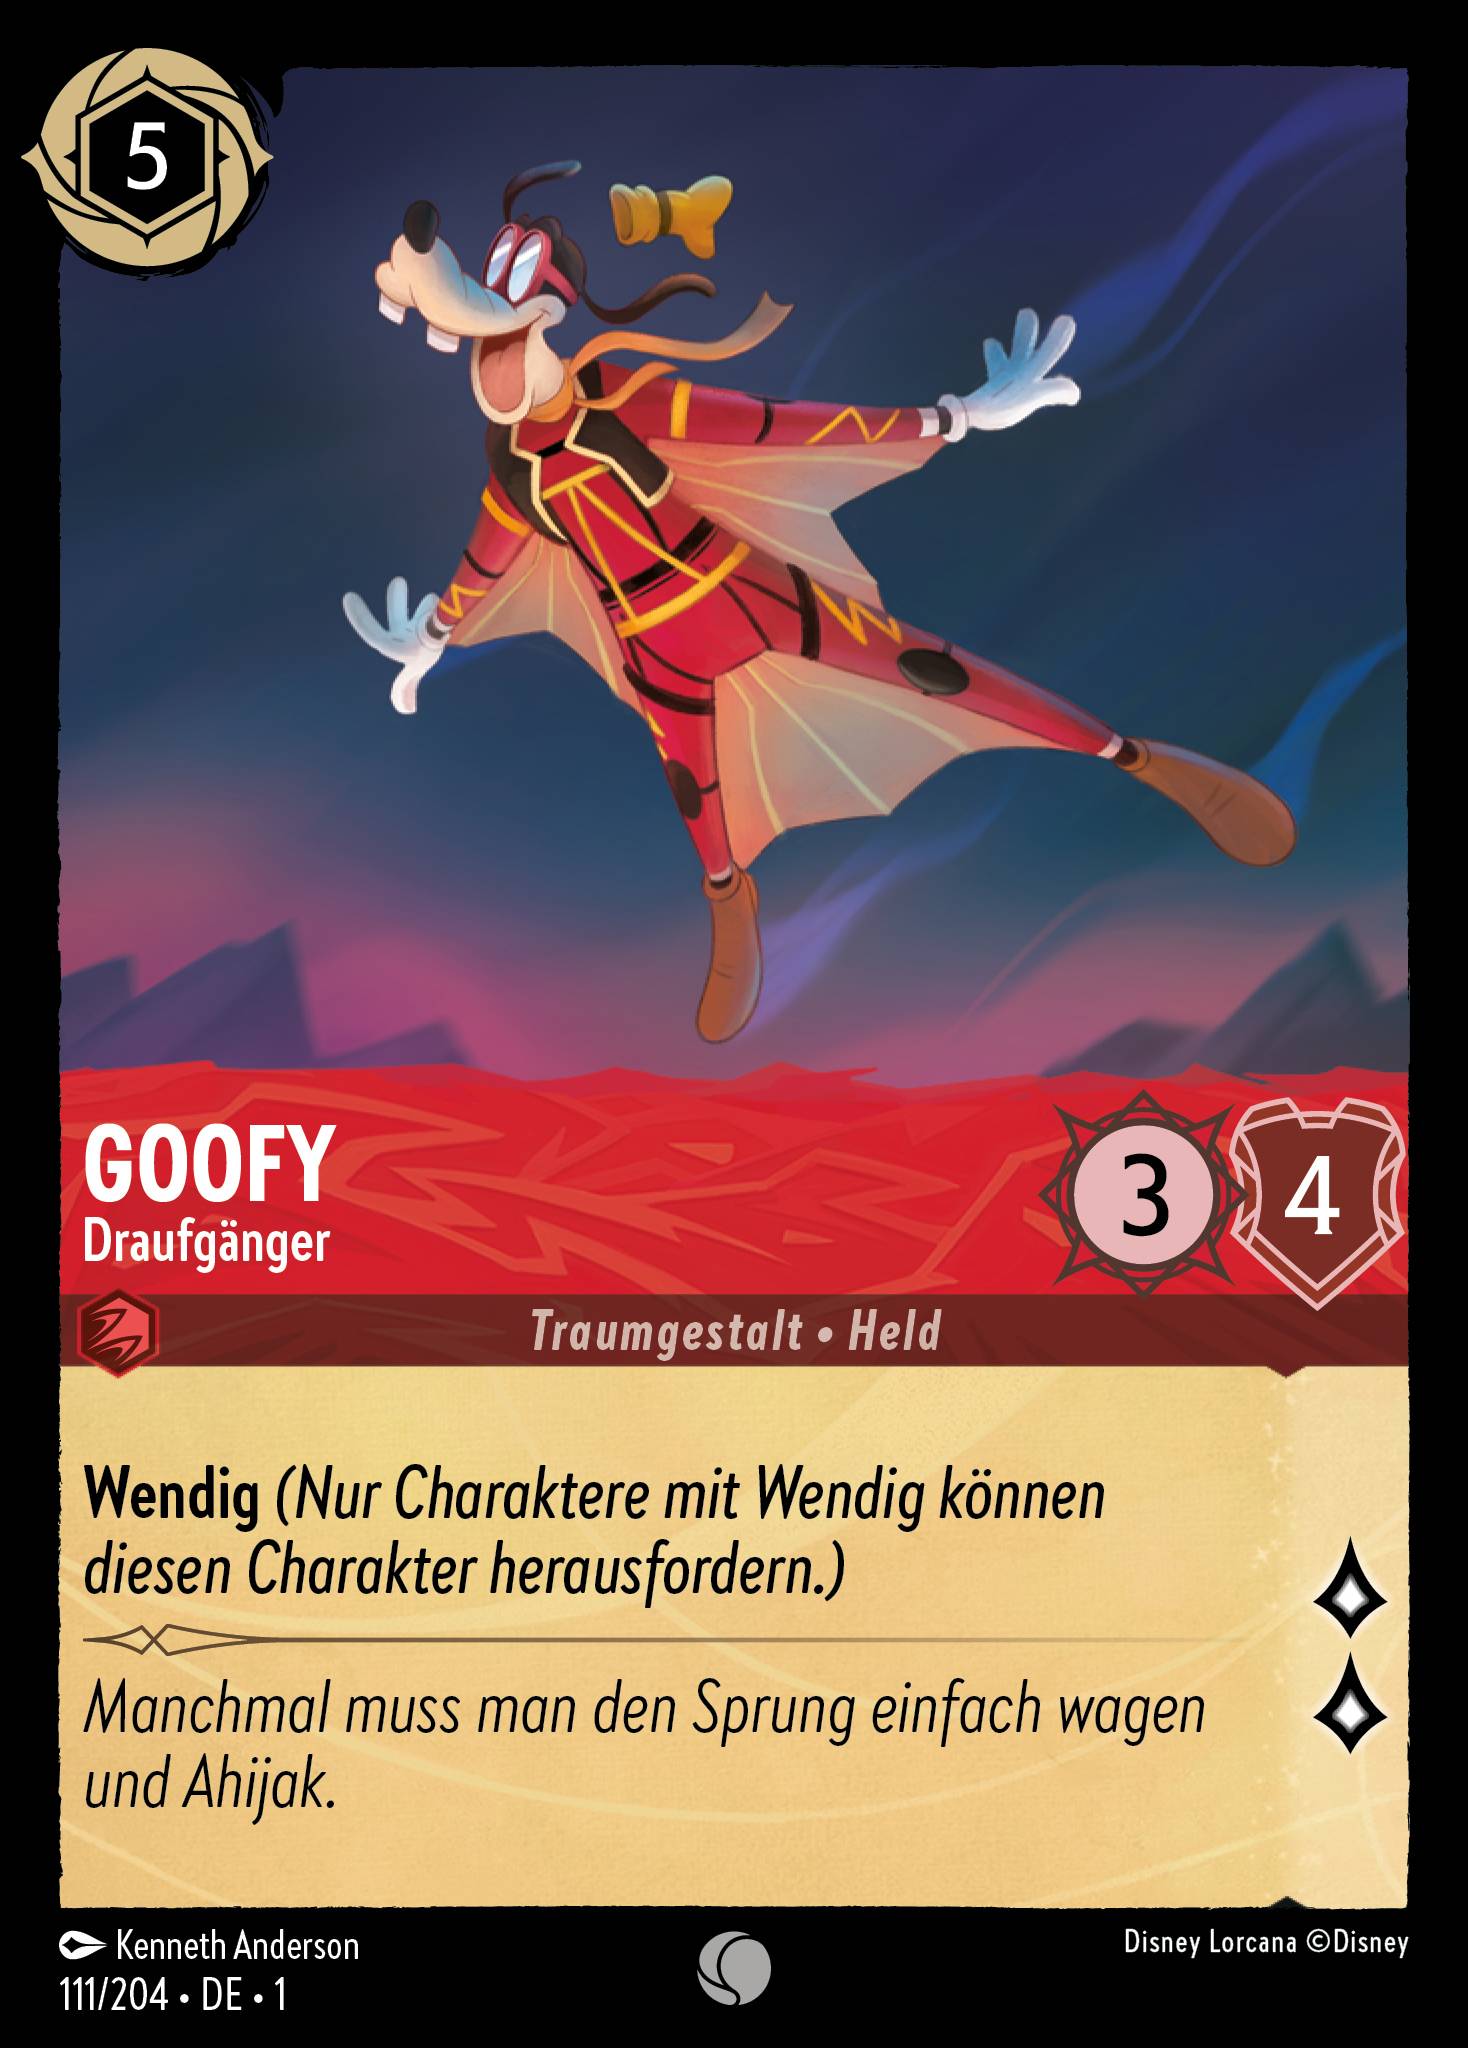 5
GOOFY
Draufgänger
3
4
Traumgestalt • Held
Wendig (Nur Charaktere mit Wendig können
diesen Charakter herausfordern.)
Manchmal muss man den Sprung einfach wagen
und Ahijak.
Kenneth Anderson
111/204 • DE • 1
Disney Lorcana ©Disney